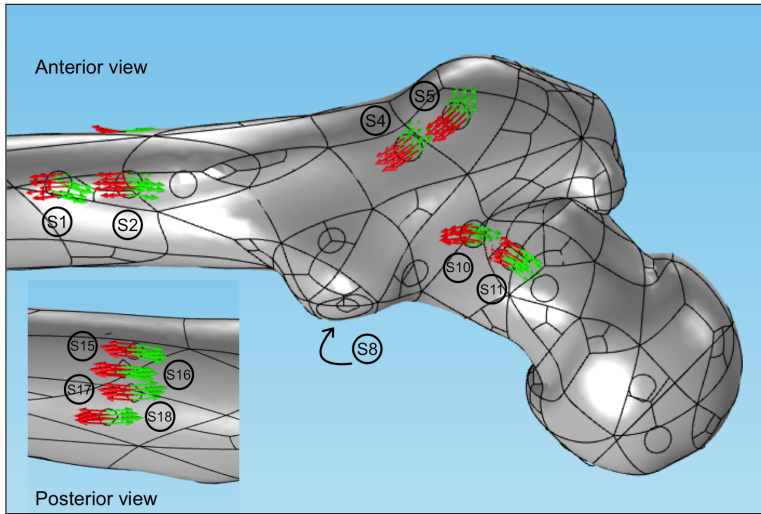 Anterior view
S5
S4
S1
S2
S10
S11
S8
S15
S16
S17
S18
Posterior view